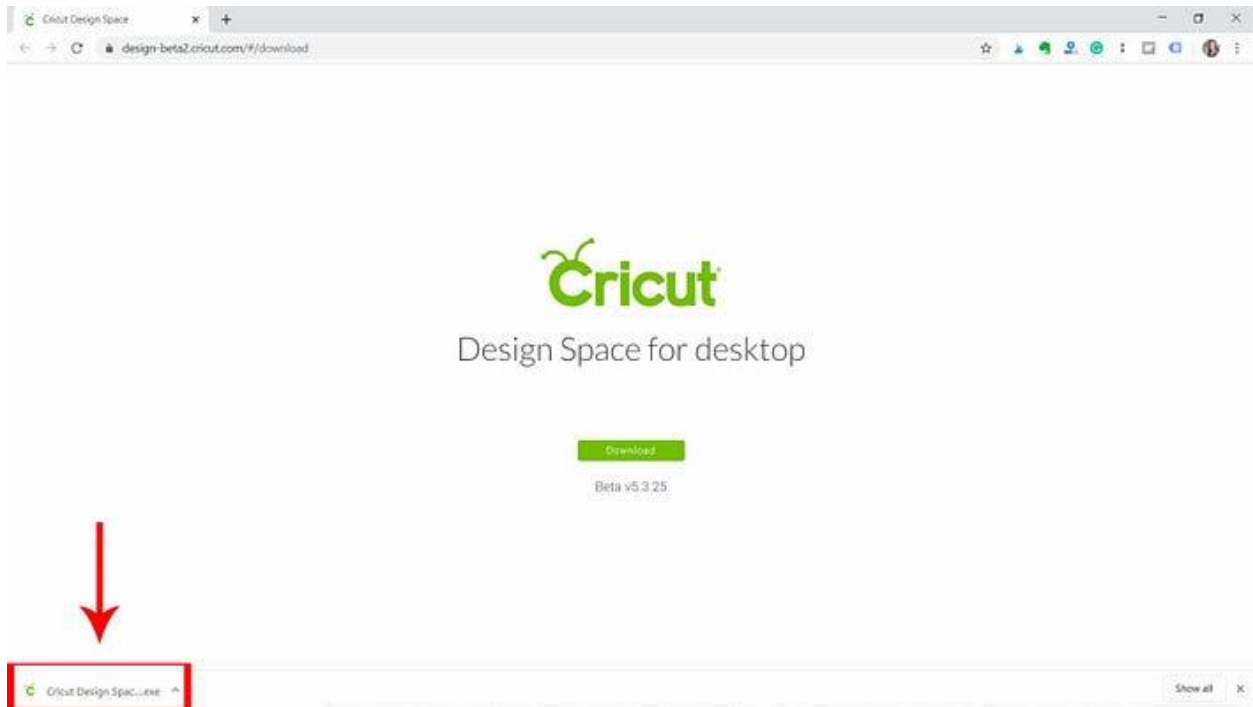 Cricut Design Space
design-beta2.cricut.com/#/download
Cricut
Design Space for desktop
Download
Beta v5.3.25
Cricut Design Spac....exe
Show all